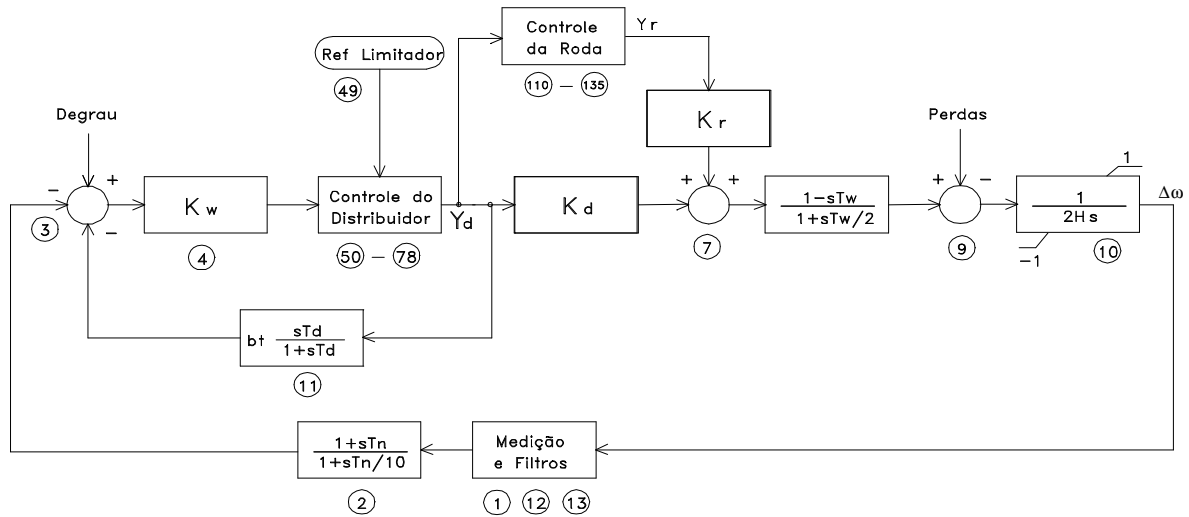 Controle
da Roda
Yr
Ref Limitador
110 – 135
49
Degrau
Kr
Perdas
1
Δω
–
+
Kw
Controle do
Distribuidor
Yd
Kd
+
+
1-sTw
1+sTw/2
+
–
1
2Hs
3
–
4
50 – 78
7
9
-1
10
bt
sTd
1+sTd
11
1+sTn
1+sTn/10
Medição
e Filtros
2
1
12
13